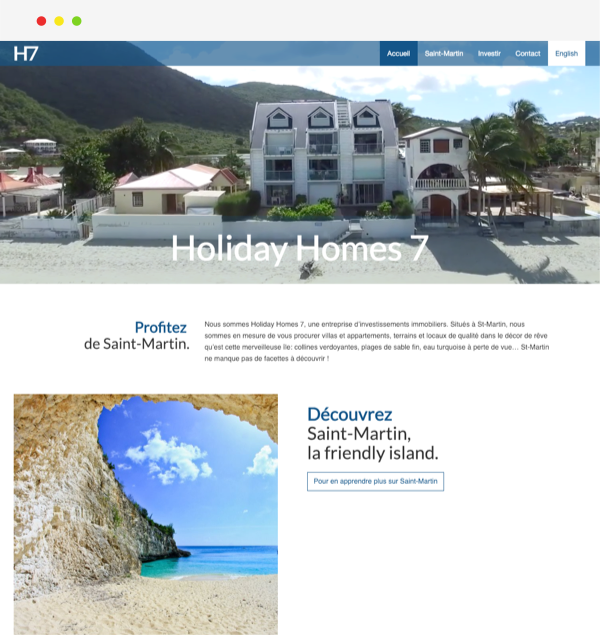 H7
Accueil Saint-Martin Investir Contact English
Holiday Homes 7
Profitez
de Saint-Martin.
Nous sommes Holiday Homes 7, une entreprise d'investissements immobiliers. Situés à St-Martin, nous
sommes en mesure de vous procurer villas et appartements, terrains et locaux de qualité dans le décor de rêve
qu'est cette merveilleuse île: collines verdoyantes, plages de sable fin, eau turquoise à perte de vue... St-Martin
ne manque pas de facettes à découvrir !
Découvrez
Saint-Martin,
la friendly island.
Pour en apprendre plus sur Saint-Martin